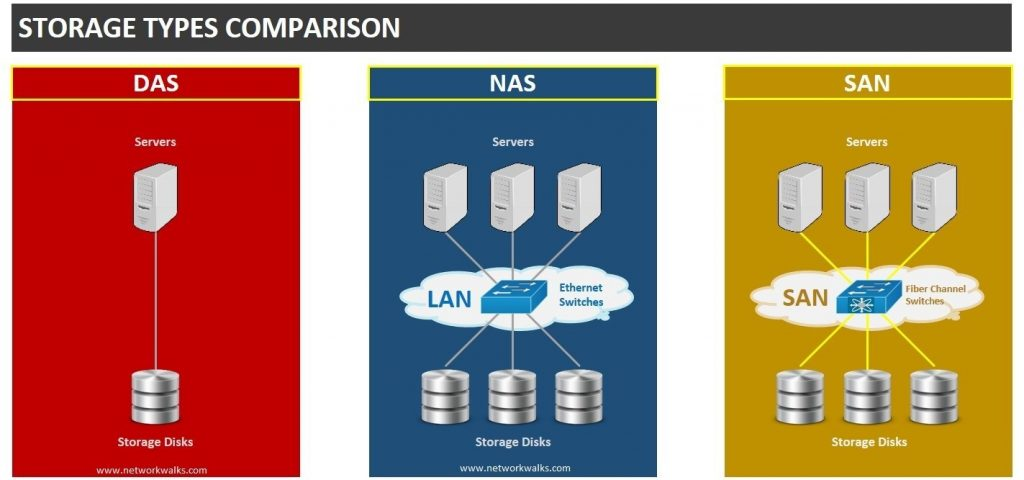 STORAGE TYPES COMPARISON
DAS
Servers
Storage Disks
www.networkwalks.com
NAS
Servers
LAN
Ethernet
Switches
Storage Disks
www.networkwalks.com
SAN
Servers
SAN
Fiber Channel
Switches
Storage Disks